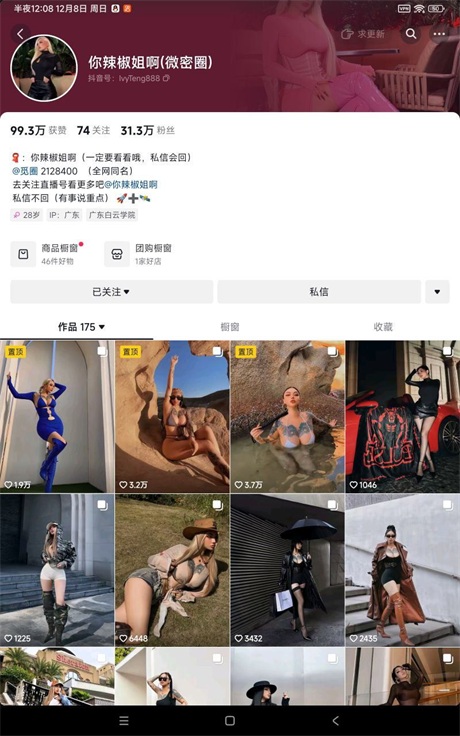 半夜12:08 12月8日 周日
VPN
50
求更新
你辣椒姐啊(微密圈)
抖音号：IvyTeng888
99.3万 获赞 74 关注 31.3万 粉丝
：你辣椒姐啊（一定要看看哦，私信会回）
@觅圈 2128400 （全网同名）
去关注直播号看更多吧@你辣椒姐啊
私信不回（有事说重点）
28岁 IP：广东 广东白云学院
商品橱窗 团购橱窗
46件好物 1家好店
已关注 私信
作品 175 橱窗 收藏
置顶 置顶 置顶
1.9万 3.2万 3.7万 1046
1225 6448 3432 2435